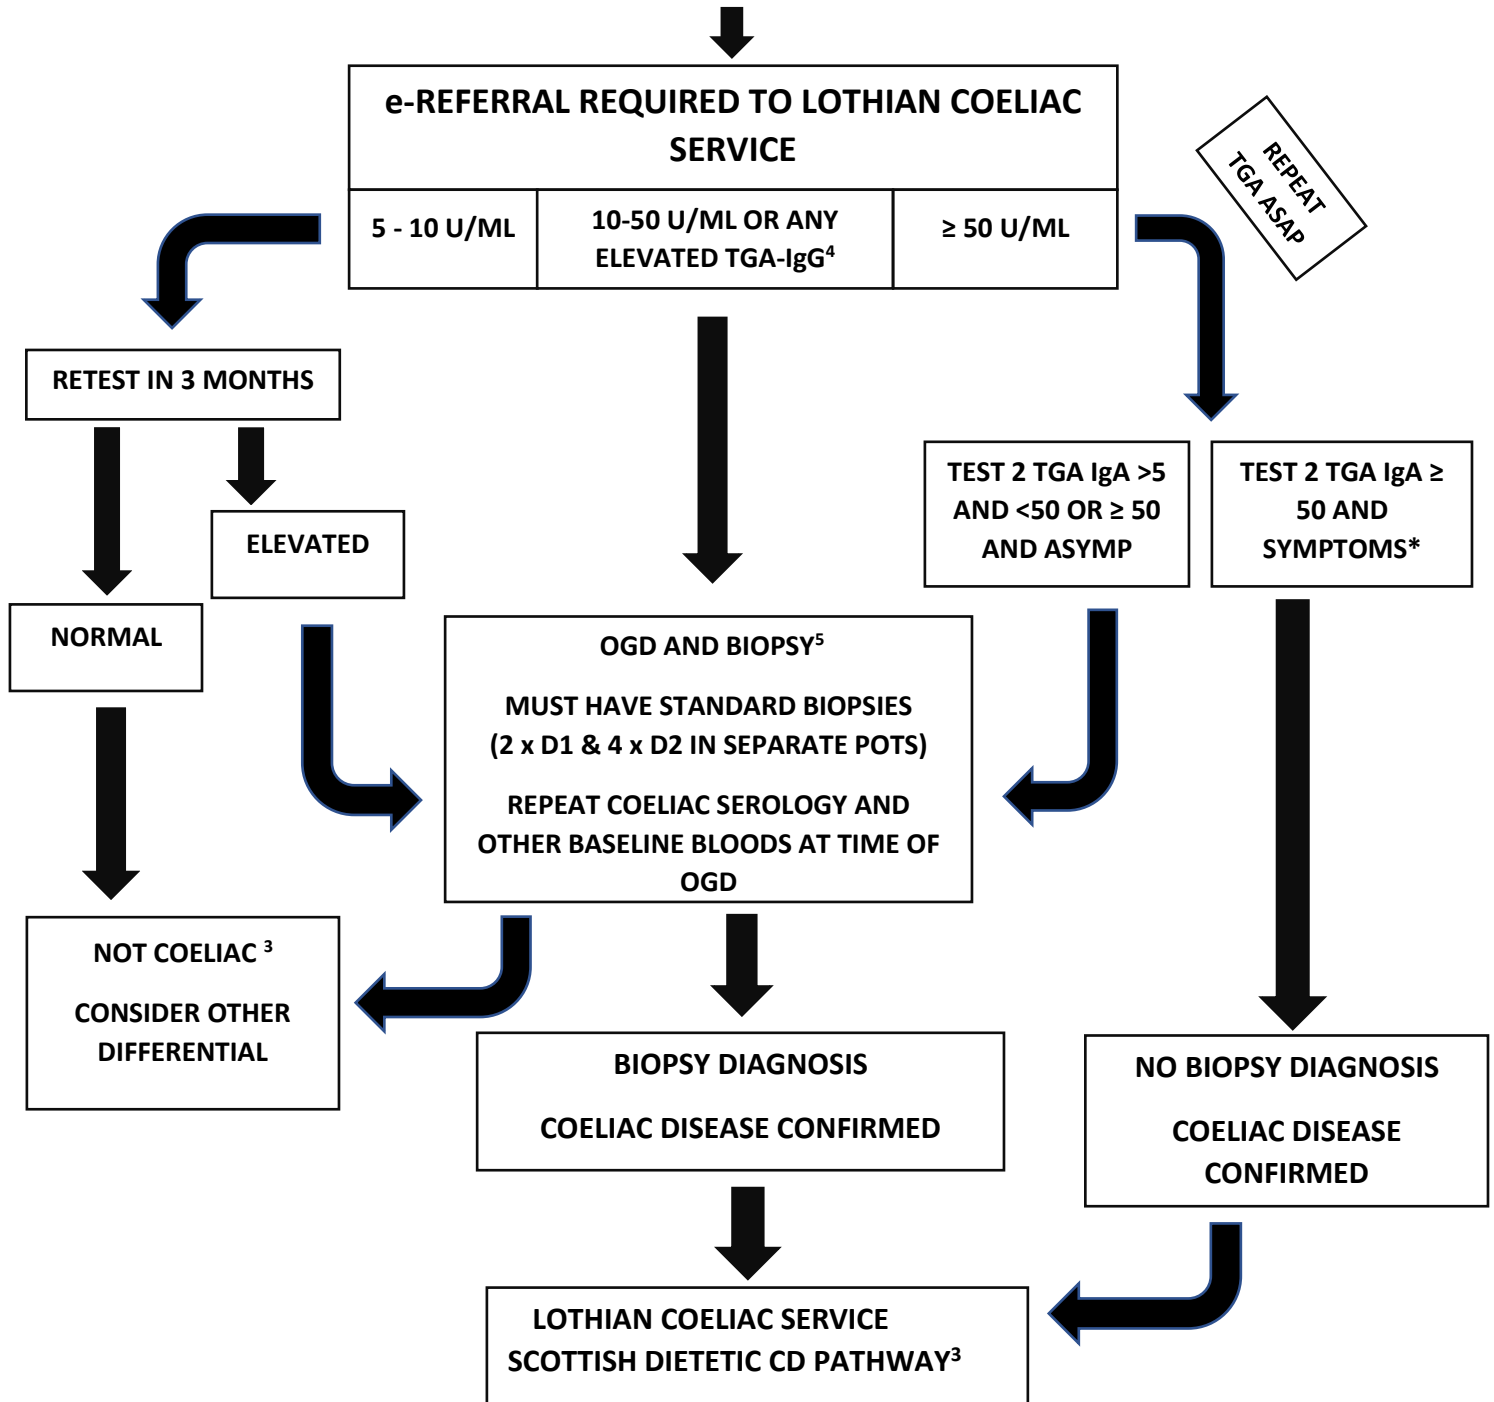 e-REFERRAL REQUIRED TO LOTHIAN COELIAC
SERVICE
REPEAT
TGA ASAP
5 - 10 U/ML
10-50 U/ML OR ANY
ELEVATED TGA-IgG⁴
≥ 50 U/ML
RETEST IN 3 MONTHS
ELEVATED
NORMAL
TEST 2 TGA IgA >5
AND <50 OR ≥ 50
AND ASYMP
TEST 2 TGA IgA ≥
50 AND
SYMPTOMS*
OGD AND BIOPSY⁵
MUST HAVE STANDARD BIOPSIES
(2 x D1 & 4 x D2 IN SEPARATE POTS)
REPEAT COELIAC SEROLOGY AND
OTHER BASELINE BLOODS AT TIME OF
OGD
NOT COELIAC ³
CONSIDER OTHER
DIFFERENTIAL
BIOPSY DIAGNOSIS
COELIAC DISEASE CONFIRMED
NO BIOPSY DIAGNOSIS
COELIAC DISEASE
CONFIRMED
LOTHIAN COELIAC SERVICE
SCOTTISH DIETETIC CD PATHWAY³